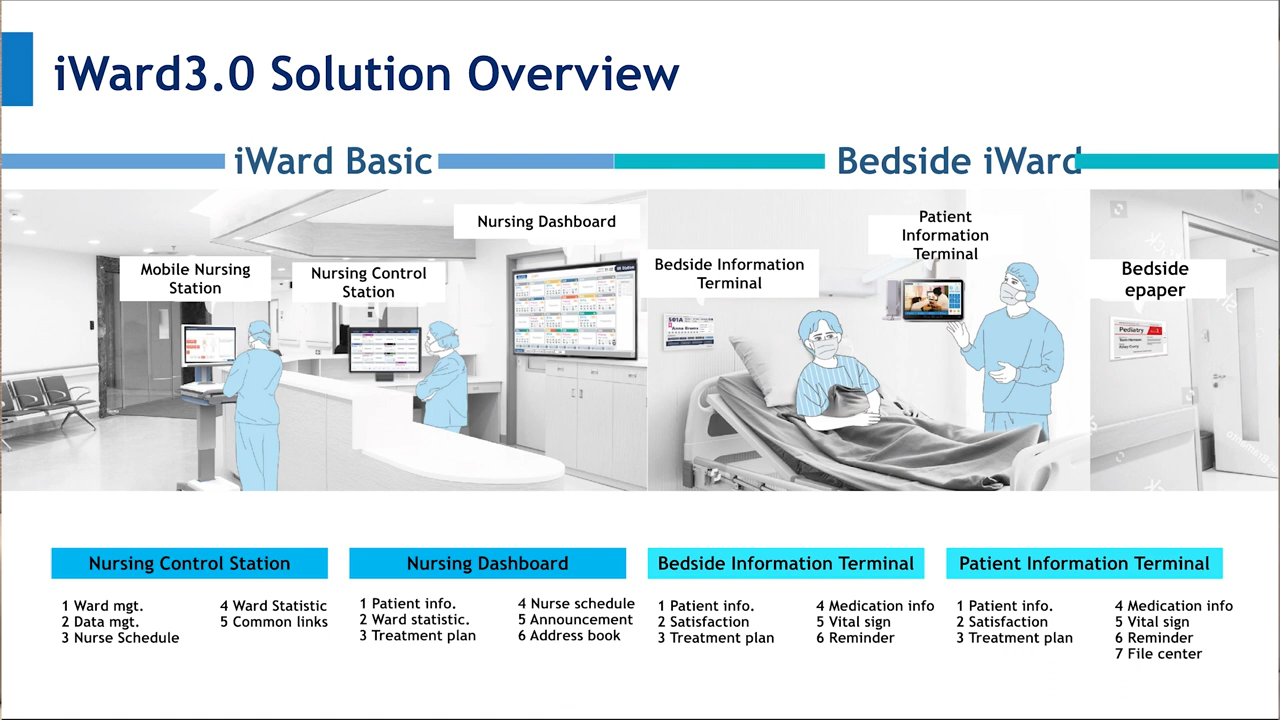 iWard3.0 Solution Overview
iWard Basic
Bedside iWard
Nursing Dashboard
Mobile Nursing
Station
Nursing Control
Station
Bedside Information
Terminal
Patient
Information
Terminal
Bedside
epaper
501A
Pediatry
Nursing Control Station
1 Ward mgt.
2 Data mgt.
3 Nurse Schedule
4 Ward Statistic
5 Common links
Nursing Dashboard
1 Patient info.
2 Ward statistic.
3 Treatment plan
4 Nurse schedule
5 Announcement
6 Address book
Bedside Information Terminal
1 Patient info.
2 Satisfaction
3 Treatment plan
4 Medication info
5 Vital sign
6 Reminder
Patient Information Terminal
1 Patient info.
2 Satisfaction
3 Treatment plan
4 Medication info
5 Vital sign
6 Reminder
7 File center